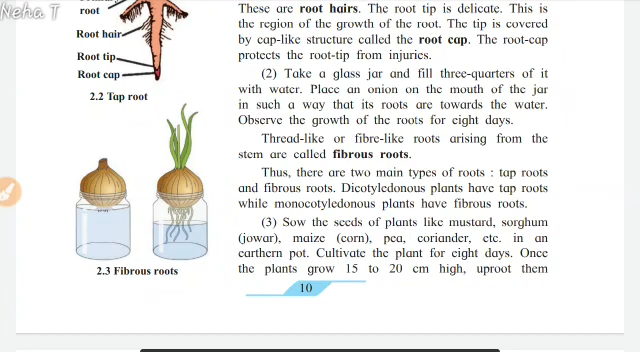 Neha T
root
Root hair
Root tip
Root cap
2.2 Tap root
2.3 Fibrous roots
These are root hairs. The root tip is delicate. This is
the region of the growth of the root. The tip is covered
by cap-like structure called the root cap. The root-cap
protects the root-tip from injuries.
(2) Take a glass jar and fill three-quarters of it
with water. Place an onion on the mouth of the jar
in such a way that its roots are towards the water.
Observe the growth of the roots for eight days.
Thread-like or fibre-like roots arising from the
stem are called fibrous roots.
Thus, there are two main types of roots : tap roots
and fibrous roots. Dicotyledonous plants have tap roots
while monocotyledonous plants have fibrous roots.
(3) Sow the seeds of plants like mustard, sorghum
(jowar), maize (corn), pea, coriander, etc. in an
earthern pot. Cultivate the plant for eight days. Once
the plants grow 15 to 20 cm high, uproot them
10